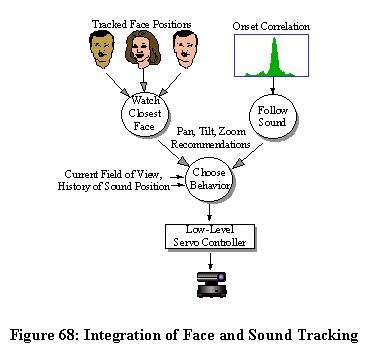 Tracked Face Positions
Onset Correlation
Watch
Closest
Face
Follow
Sound
Pan, Tilt, Zoom
Recommendations
Current Field of View,
History of Sound Position
Choose
Behavior
Low-Level
Servo Controller
Figure 68: Integration of Face and Sound Tracking